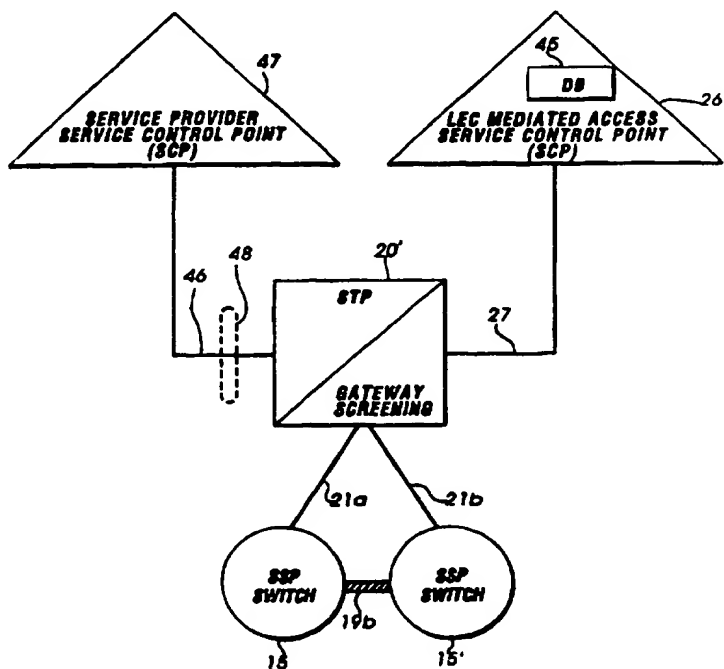 47
SERVICE PROVIDER
SERVICE CONTROL POINT
(SCP)
45
DB
26
LEC MEDIATED ACCESS
SERVICE CONTROL POINT
(SCP)
46
48
20'
STP
GATEWAY
SCREENING
27
21a
21b
SSP
SWITCH
SSP
SWITCH
19b
15
15'